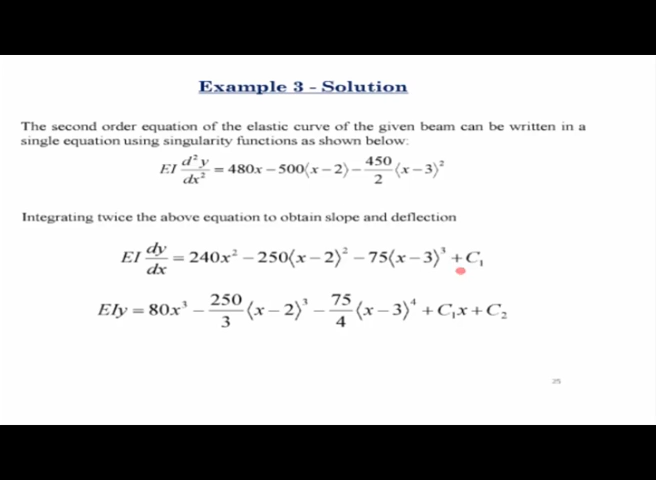 Example 3 - Solution
The second order equation of the elastic curve of the given beam can be written in a
single equation using singularity functions as shown below:
EI d²y/dx² = 480x − 500⟨x − 2⟩ − 450/2 ⟨x − 3⟩²
Integrating twice the above equation to obtain slope and deflection
EI dy/dx = 240x² − 250⟨x − 2⟩² − 75⟨x − 3⟩³ + C₁
EIy = 80x³ − 250/3 ⟨x − 2⟩³ − 75/4 ⟨x − 3⟩⁴ + C₁x + C₂
25